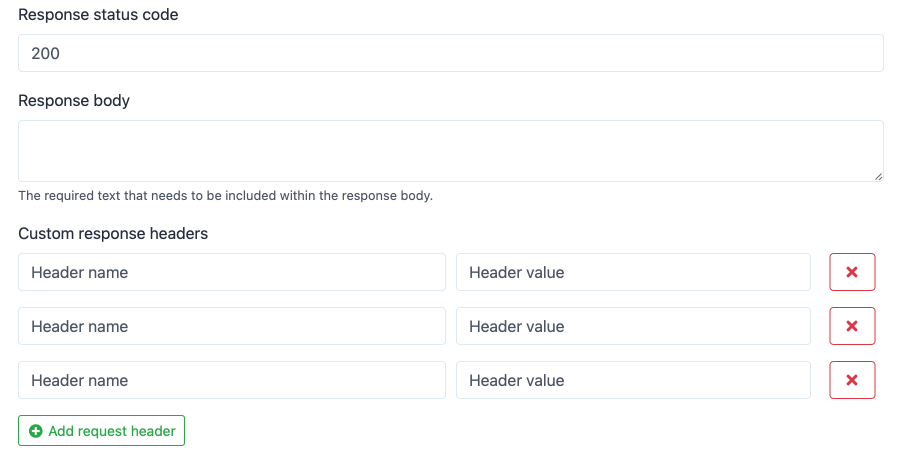 Response status code
200
Response body
The required text that needs to be included within the response body.
Custom response headers
Header name Header value
Header name Header value
Header name Header value
Add request header